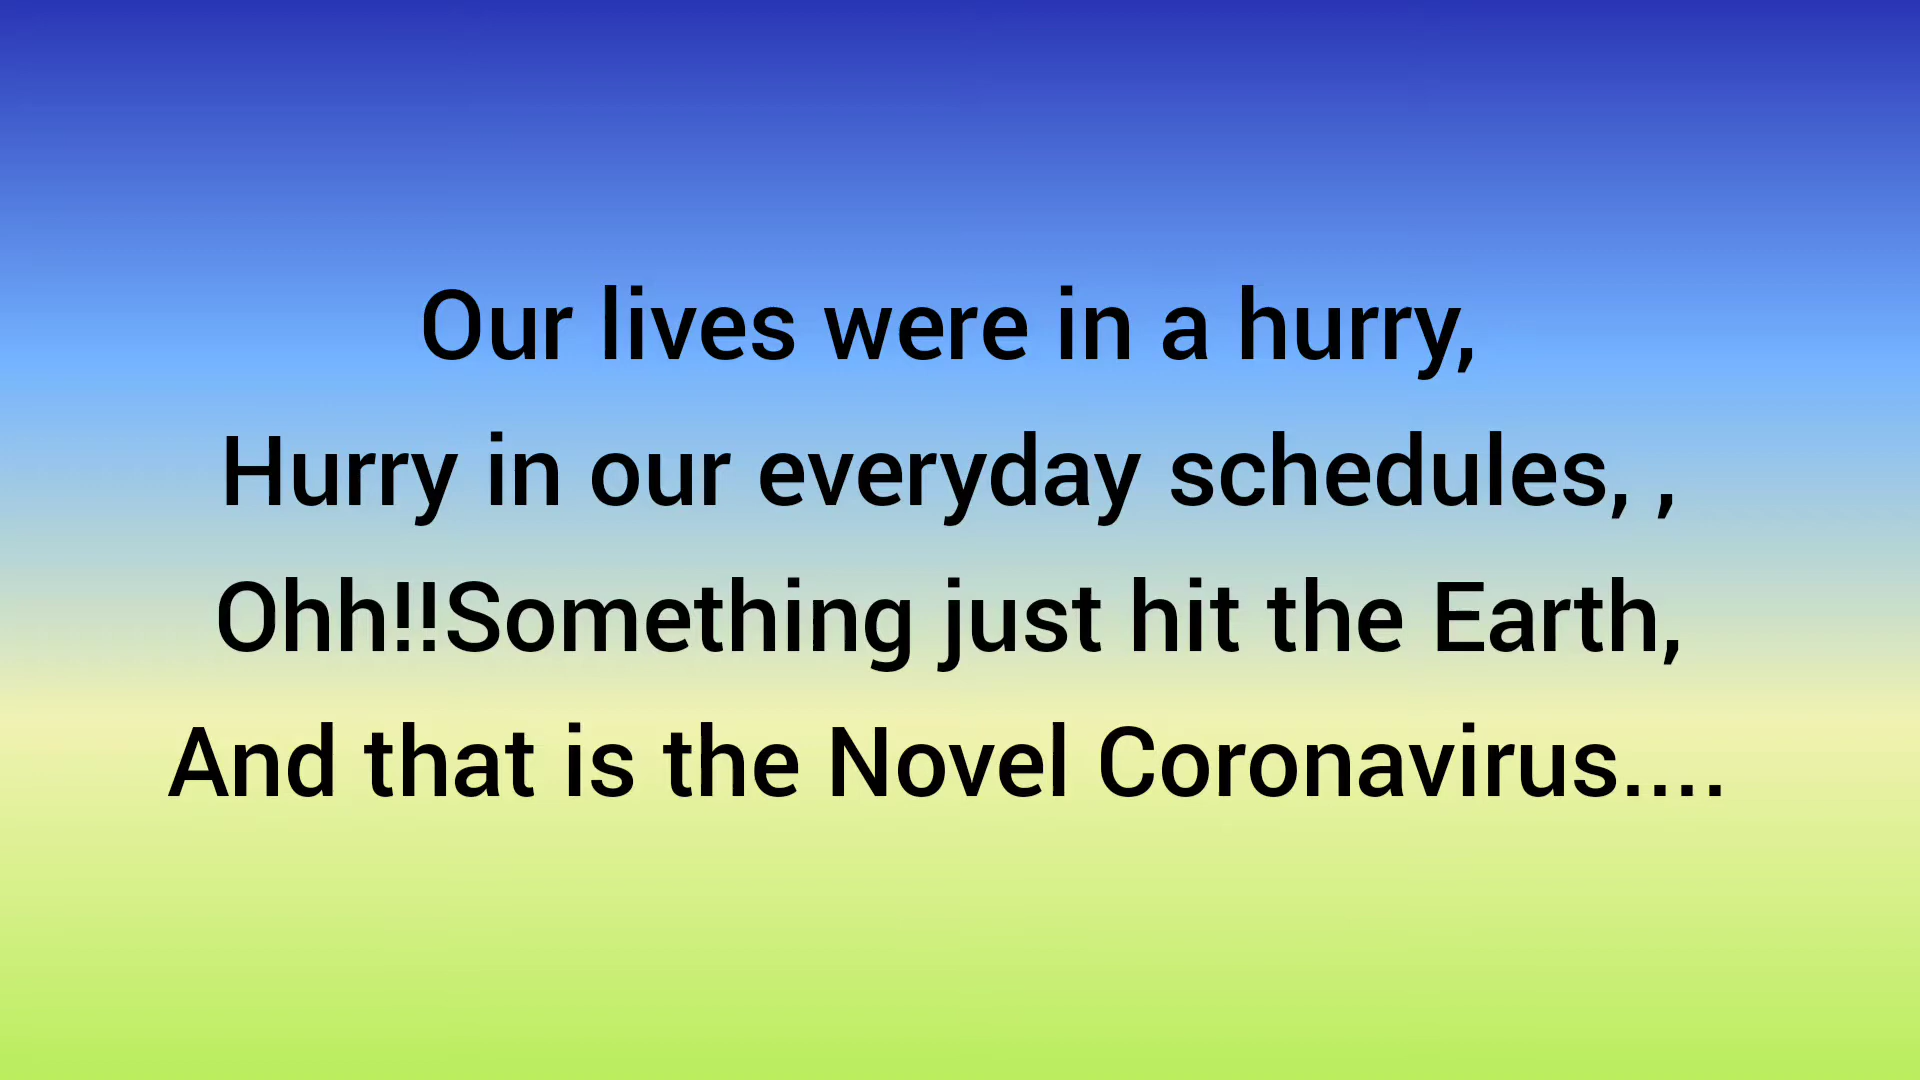 Our lives were in a hurry,
Hurry in our everyday schedules, ,
Ohh!!Something just hit the Earth,
And that is the Novel Coronavirus....